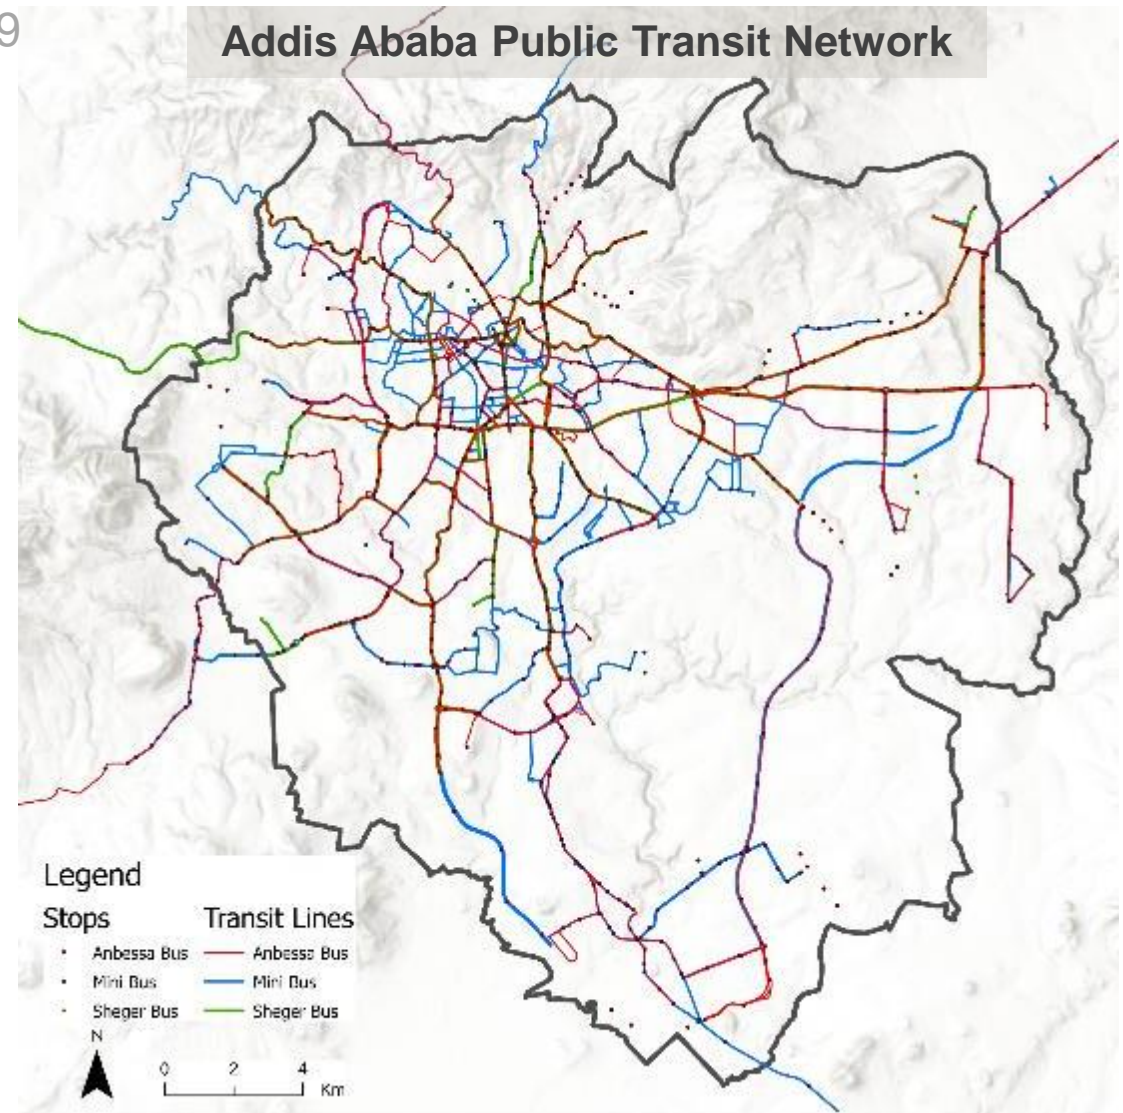 9
Addis Ababa Public Transit Network
Legend
Stops Transit Lines
Anbessa Bus Anbessa Bus
Mini Bus Mini Bus
Sheger Bus Sheger Bus
N
0 2 4
Km